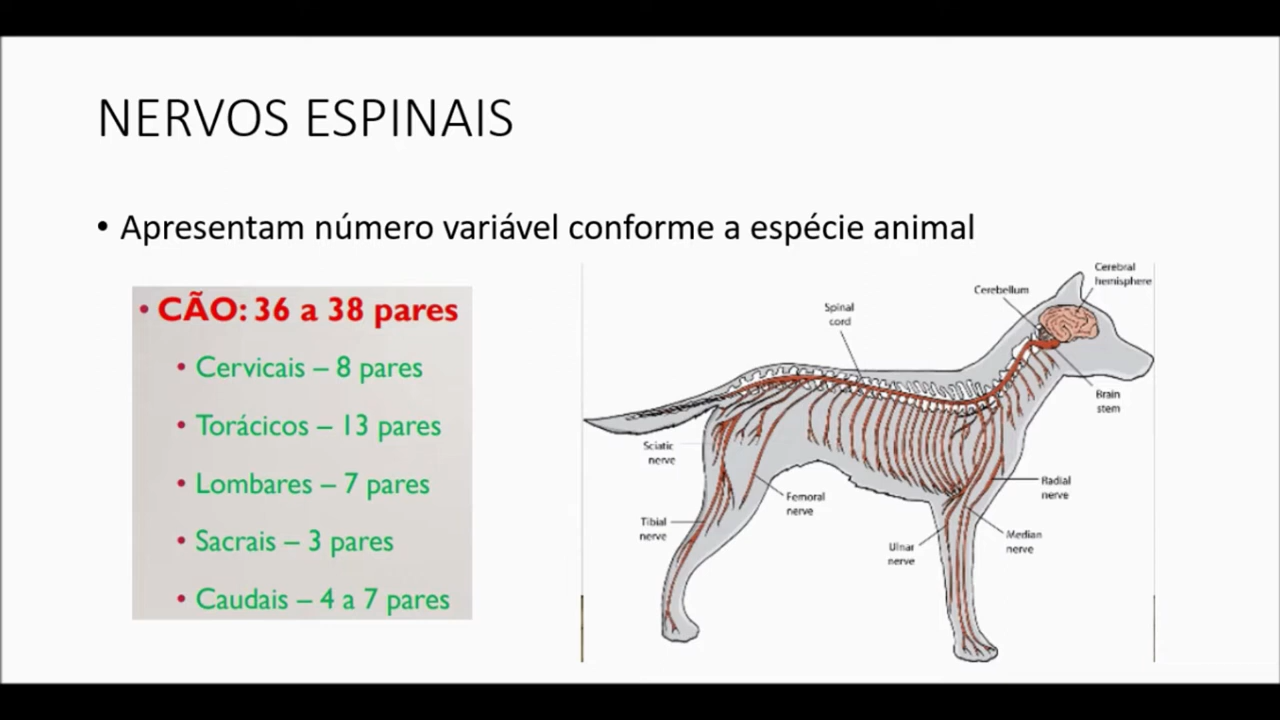 NERVOS ESPINAIS
• Apresentam número variável conforme a espécie animal
• CÃO: 36 a 38 pares
• Cervicais – 8 pares
• Torácicos – 13 pares
• Lombares – 7 pares
• Sacrais – 3 pares
• Caudais – 4 a 7 pares
Cerebral
hemisphere
Cerebellum
Spinal
cord
Brain
stem
Sciatic
nerve
Radial
nerve
Femoral
nerve
Tibial
nerve
Median
nerve
Ulnar
nerve